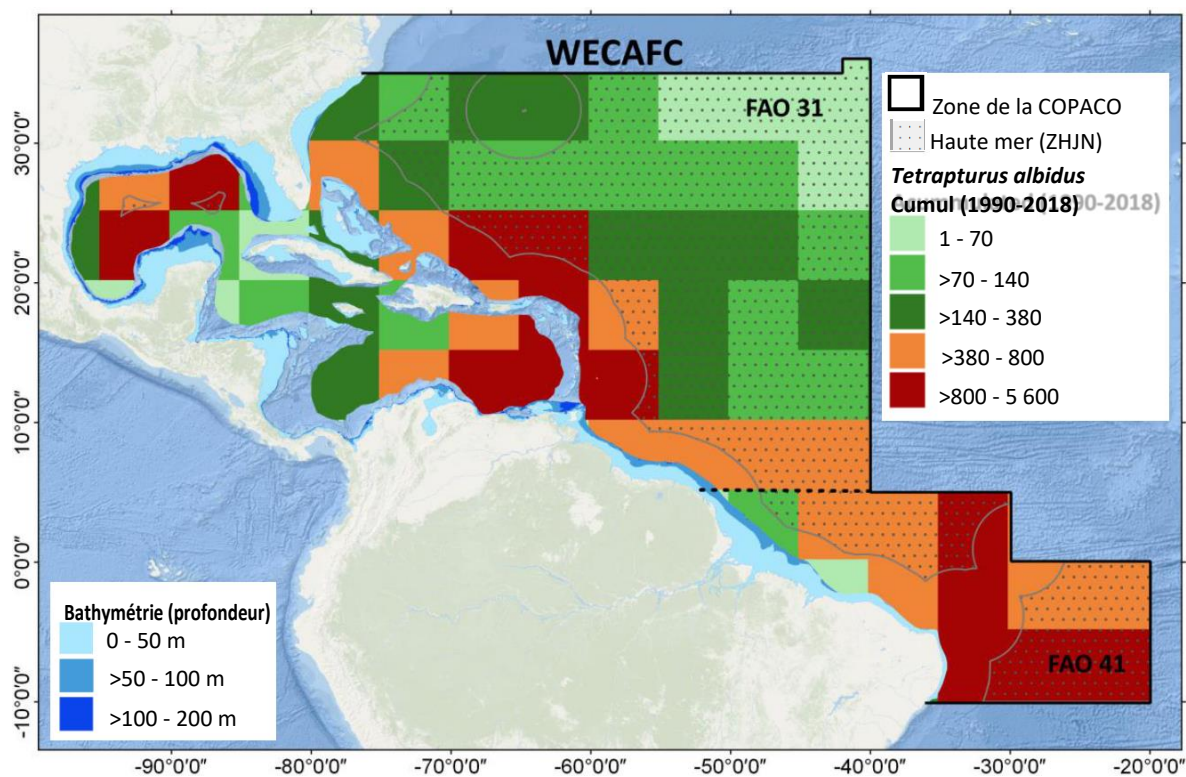 WECAFC
FAO 31
Zone de la COPACO
Haute mer (ZHJN)
Tetrapturus albidus
Cumul (1990-2018)
90-2018)
1 - 70
>70 - 140
>140 - 380
>380 - 800
>800 - 5 600
30°0'0"
20°0'0"
10°0'0"
0°0'0"
-10°0'0"
Bathymétrie (profondeur)
0 - 50 m
>50 - 100 m
>100 - 200 m
FAO 41
-90°0'0"
-80°0'0"
-70°0'0"
-60°0'0"
-50°0'0"
-40°0'0"
-30°0'0"
-20°0'0"